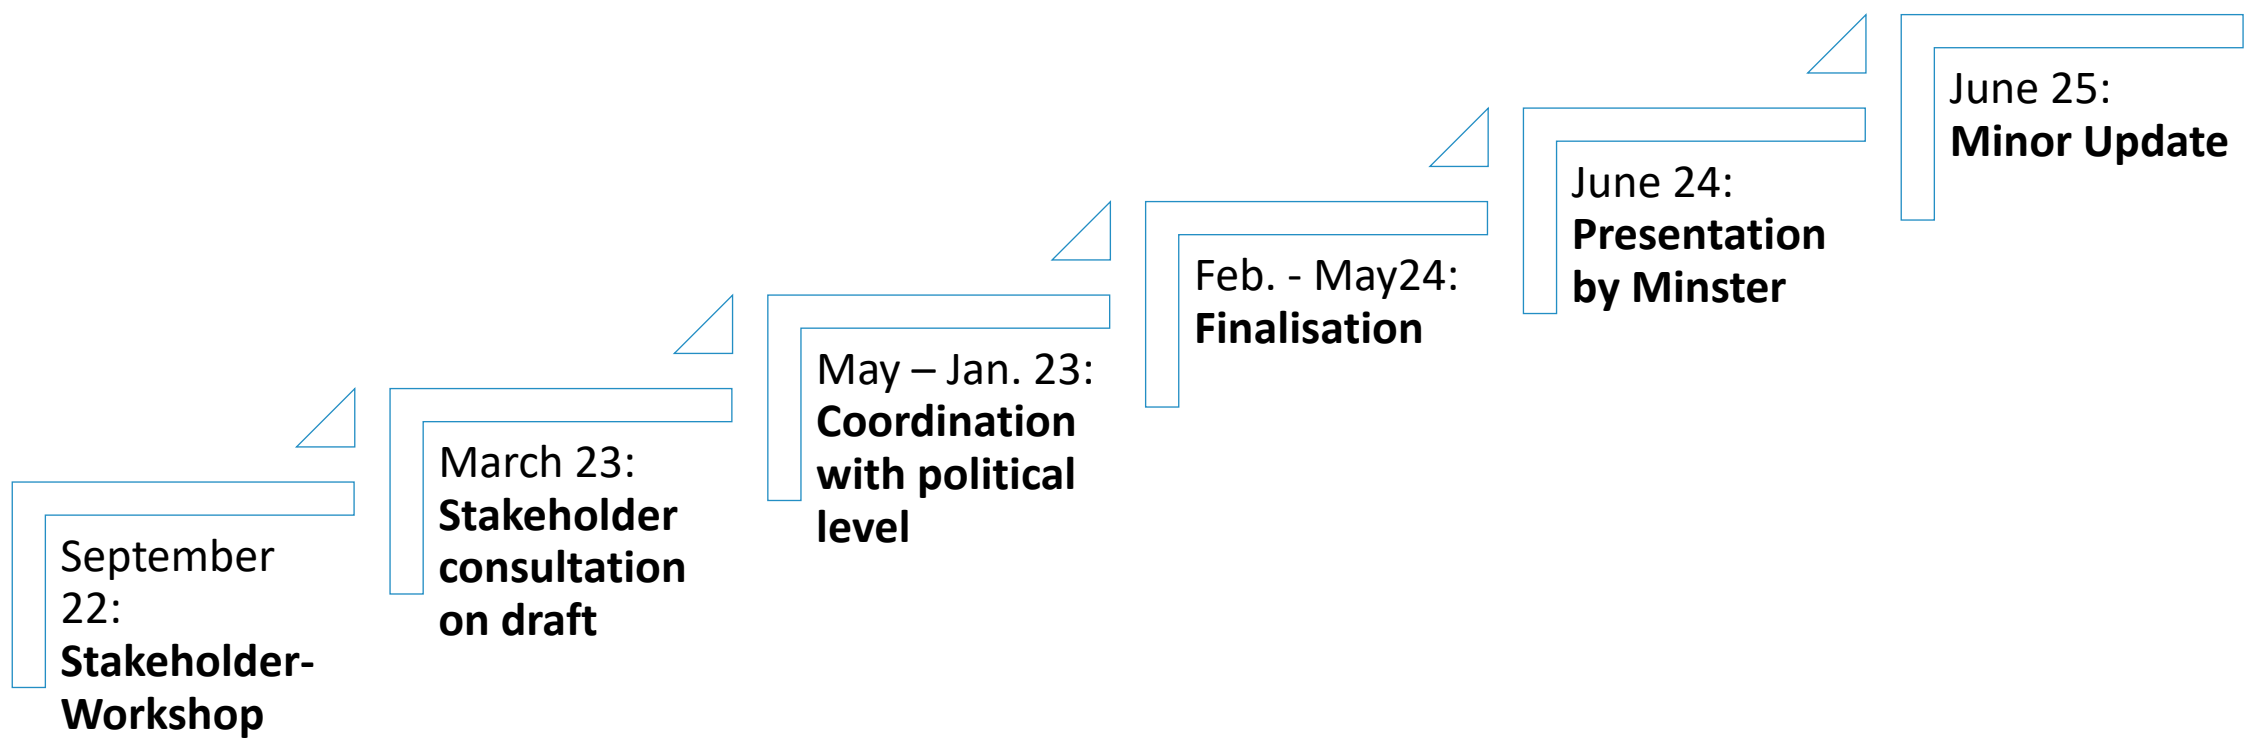 September
22:
Stakeholder-
Workshop
March 23:
Stakeholder
consultation
on draft
May – Jan. 23:
Coordination
with political
level
Feb. - May24:
Finalisation
June 24:
Presentation
by Minster
June 25:
Minor Update